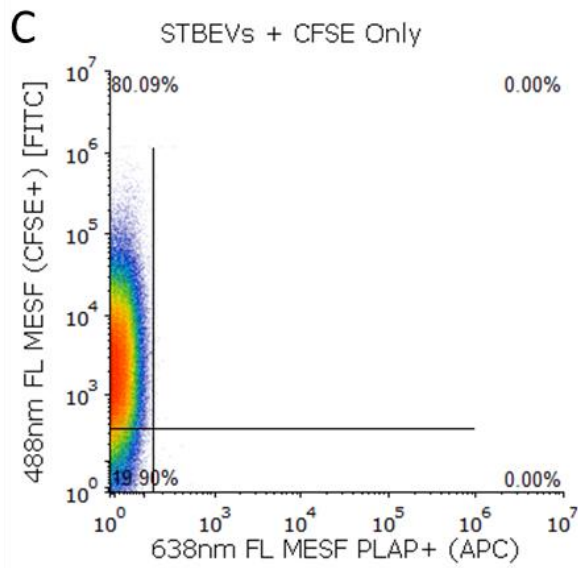 C
STBEVs + CFSE Only
488nm FL MESF (CFSE+) [FITC]
10⁷
80.09% 0.00%
10⁶
10⁵
10⁴
10³
10⁰
19.90% 0.00%
10⁰ 10³ 10⁴ 10⁵ 10⁶ 10⁷
638nm FL MESF PLAP+ (APC)